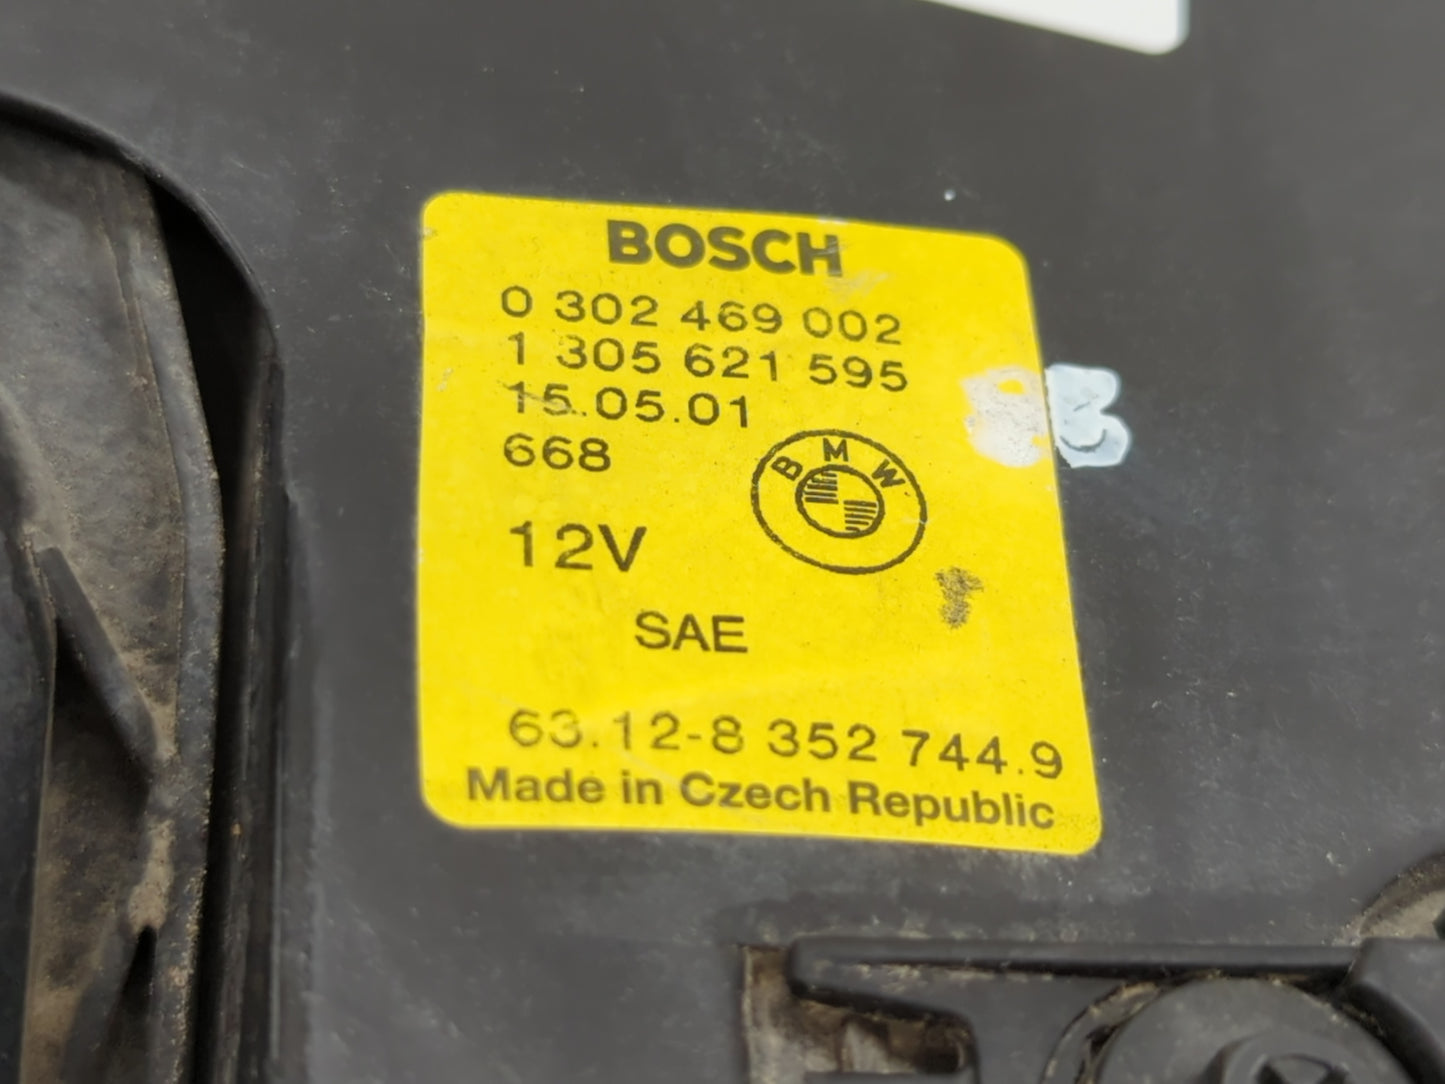 BOSCH
0 302 469 002
1 305 621 595
15.05.01
668
BMW
12V
SAE
63.12-8 352 744.9
Made in Czech Republic